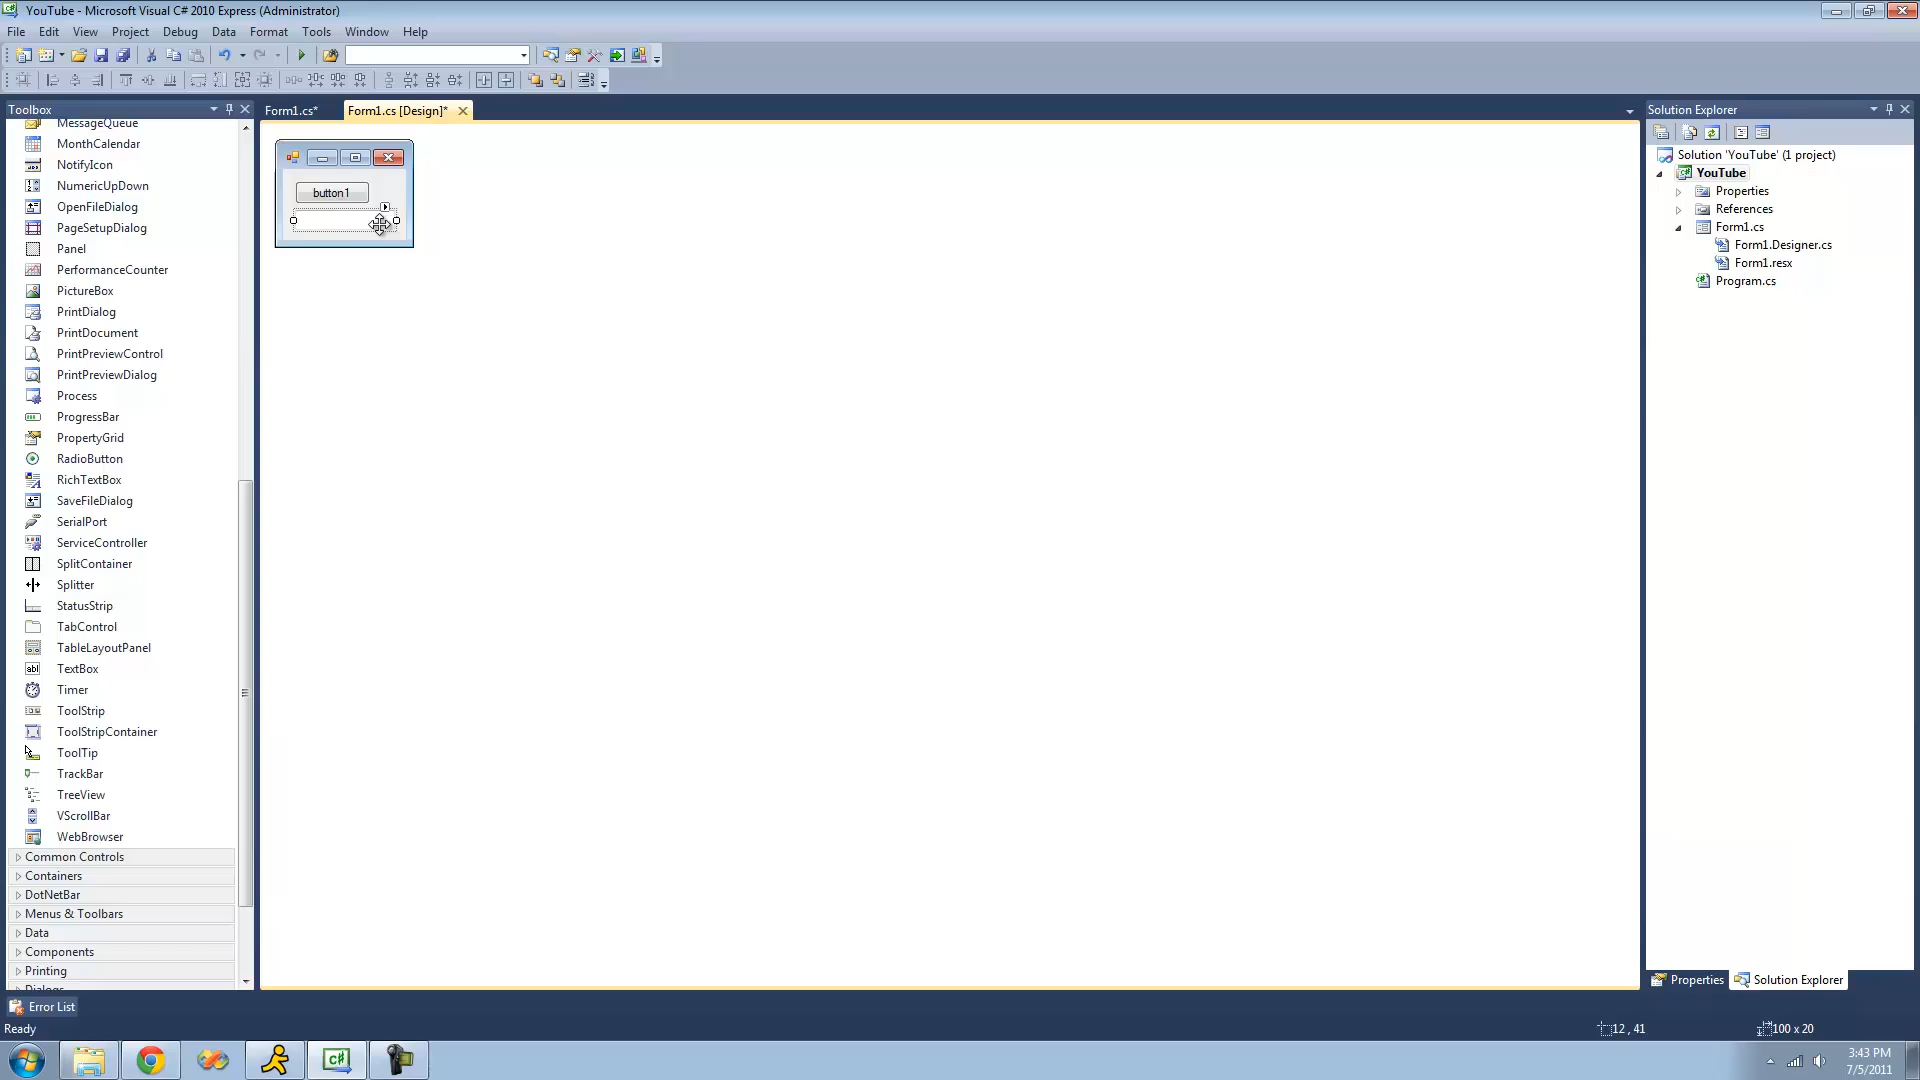 YouTube - Microsoft Visual C# 2010 Express (Administrator)
File Edit View Project Debug Data Format Tools Window Help
Toolbox
Form1.cs*
Form1.cs [Design]*
Solution Explorer
MessageQueue
MonthCalendar
NotifyIcon
NumericUpDown
OpenFileDialog
PageSetupDialog
Panel
PerformanceCounter
PictureBox
PrintDialog
PrintDocument
PrintPreviewControl
PrintPreviewDialog
Process
ProgressBar
PropertyGrid
RadioButton
RichTextBox
SaveFileDialog
SerialPort
ServiceController
SplitContainer
Splitter
StatusStrip
TabControl
TableLayoutPanel
TextBox
Timer
ToolStrip
ToolStripContainer
ToolTip
TrackBar
TreeView
VScrollBar
WebBrowser
Common Controls
Containers
DotNetBar
Menus & Toolbars
Data
Components
Printing
Dialogs
button1
Solution 'YouTube' (1 project)
YouTube
Properties
References
Form1.cs
Form1.Designer.cs
Form1.resx
Program.cs
Properties
Solution Explorer
Error List
Ready
12 , 41
100 x 20
3:43 PM
7/5/2011